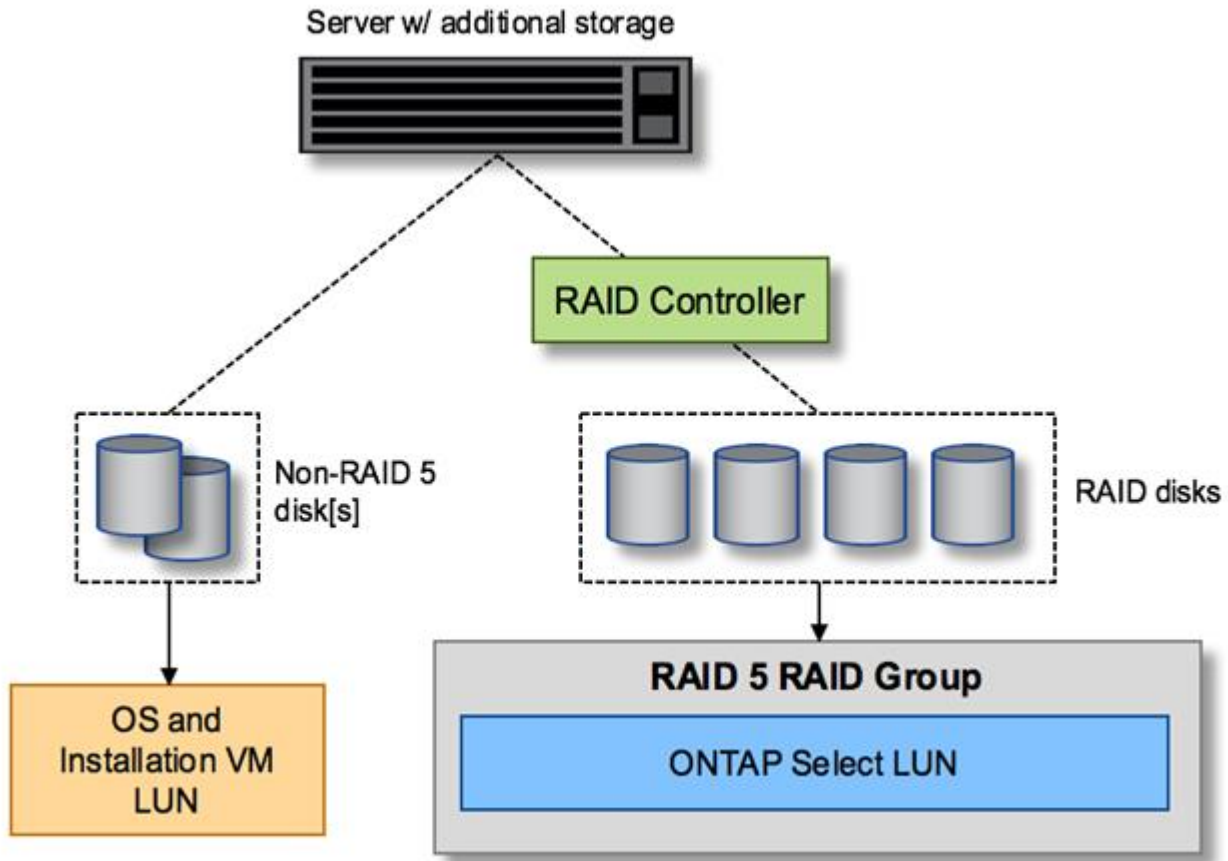 Server w/ additional storage
RAID Controller
Non-RAID 5
disk[s]
RAID disks
OS and
Installation VM
LUN
RAID 5 RAID Group
ONTAP Select LUN